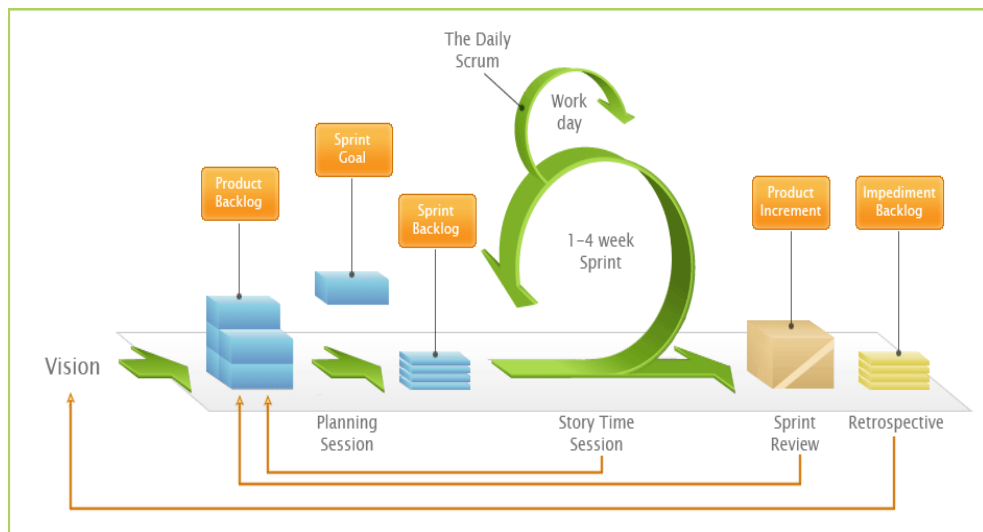 The Daily
Scrum
Work
day
Sprint
Goal
Product
Backlog
Sprint
Backlog
Product
Increment
Impediment
Backlog
1–4 week
Sprint
Vision
Planning
Session
Story Time
Session
Sprint
Review
Retrospective